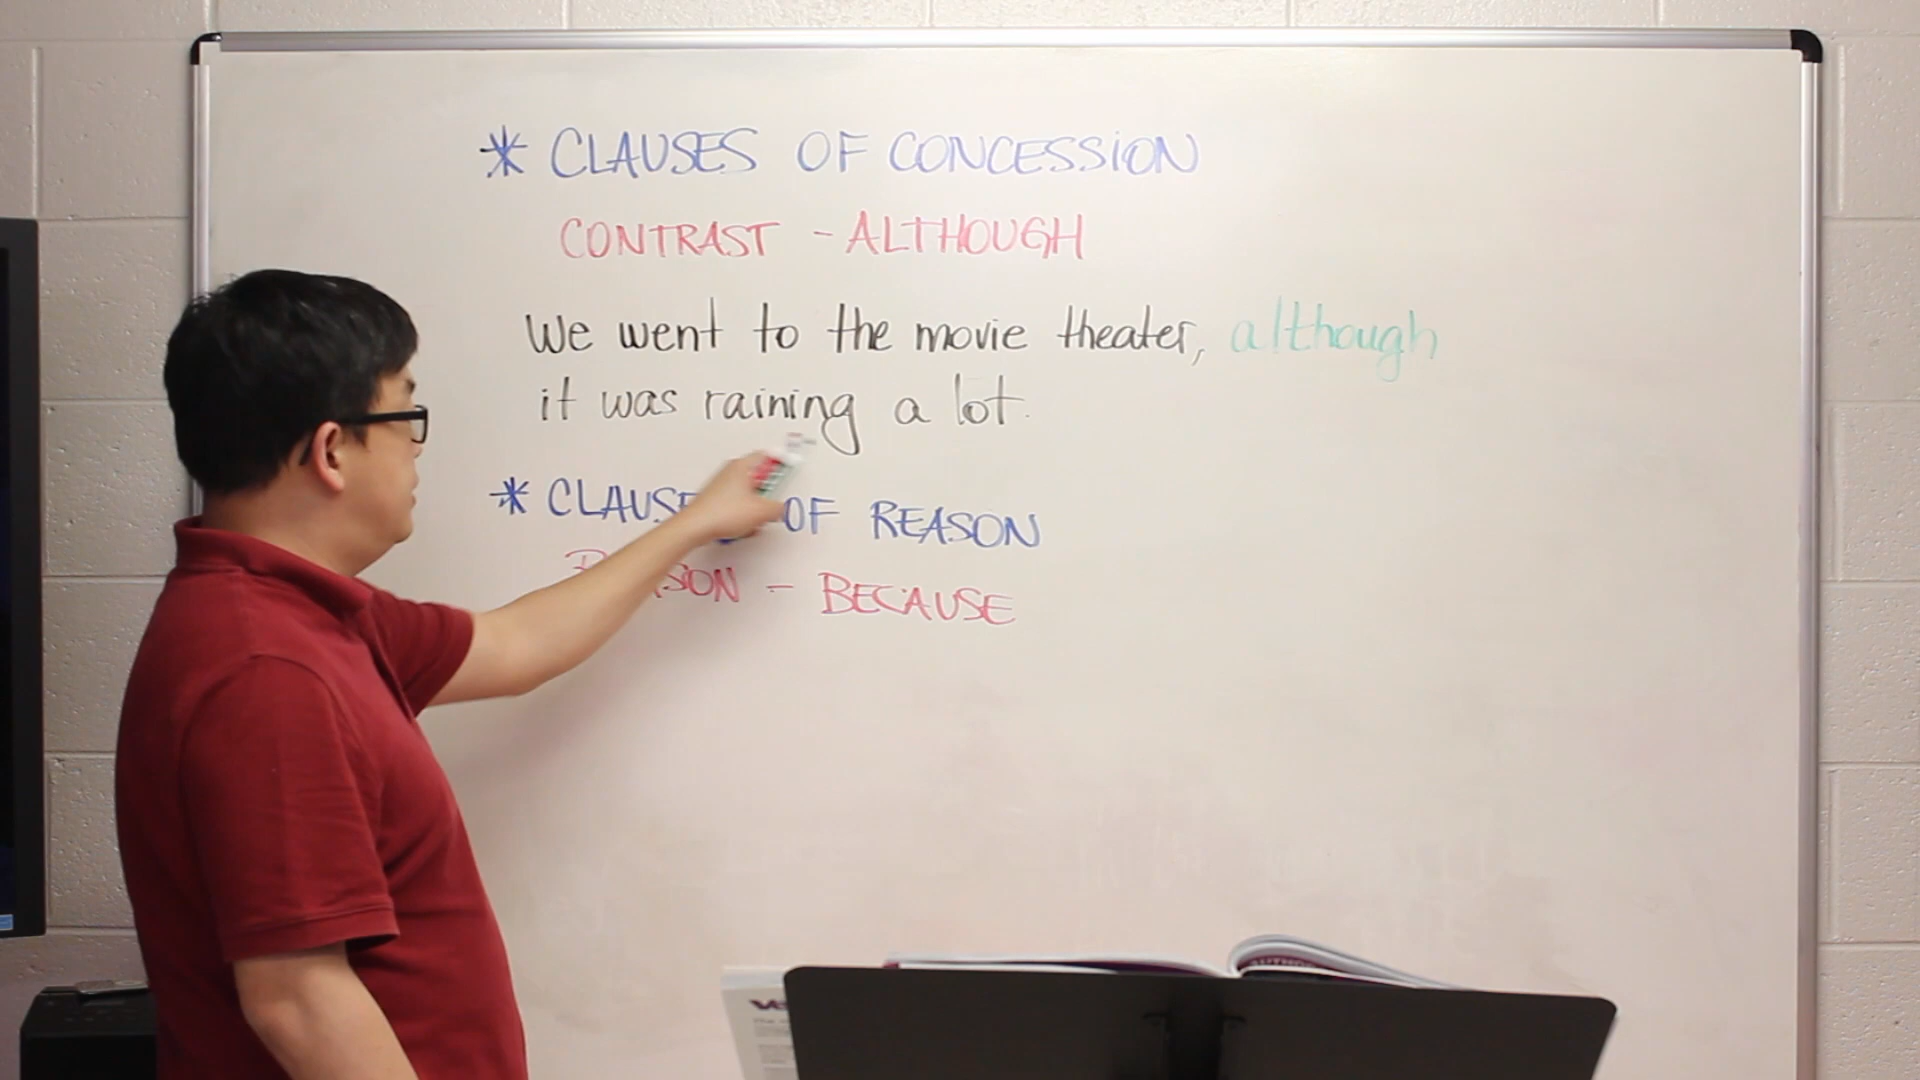 * CLAUSES OF CONCESSION
CONTRAST - ALTHOUGH
We went to the movie theater, although
it was raining a lot.
* CLAUSES OF REASON
- BECAUSE